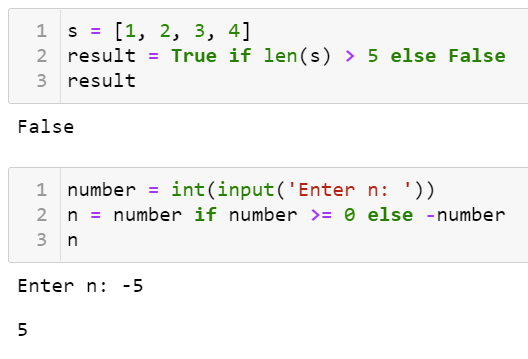 1 s = [1, 2, 3, 4]
2 result = True if len(s) > 5 else False
3 result
False
1 number = int(input('Enter n: '))
2 n = number if number >= 0 else -number
3 n
Enter n: -5
5